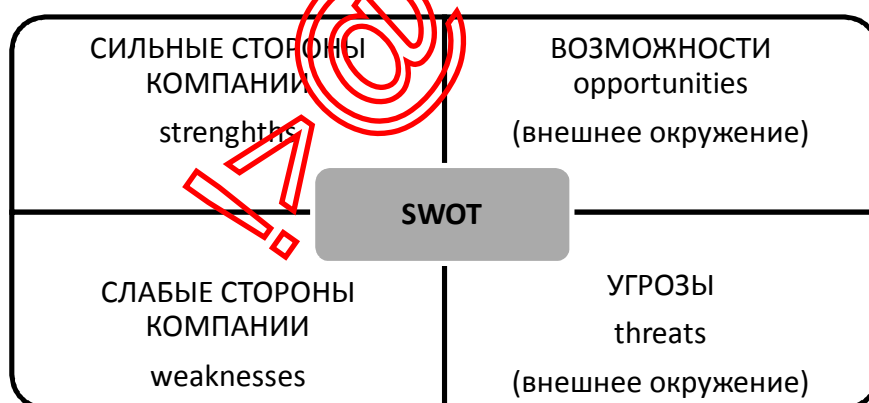 СИЛЬНЫЕ СТОРОНЫ
КОМПАНИИ
strenghths
ВОЗМОЖНОСТИ
opportunities
(внешнее окружение)
SWOT
СЛАБЫЕ СТОРОНЫ
КОМПАНИИ
weaknesses
УГРОЗЫ
threats
(внешнее окружение)